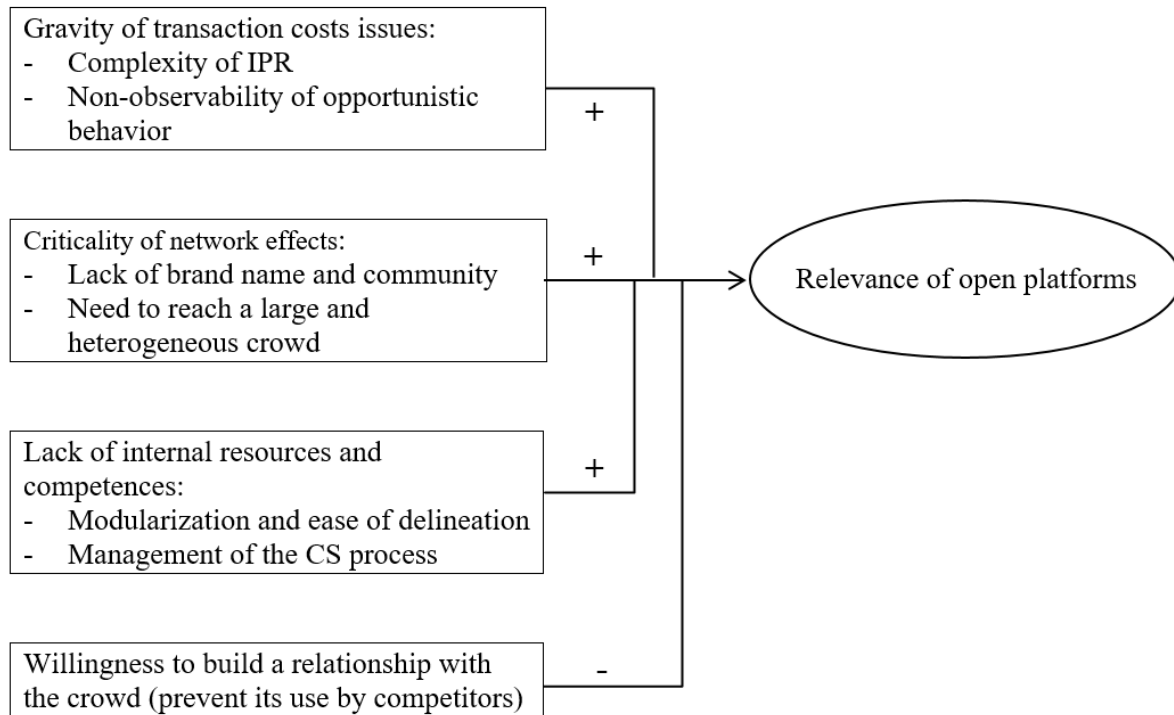 Gravity of transaction costs issues:
- Complexity of IPR
- Non-observability of opportunistic
behavior
+
Criticality of network effects:
- Lack of brand name and community
- Need to reach a large and
heterogeneous crowd
+
Relevance of open platforms
Lack of internal resources and
competences:
- Modularization and ease of delineation
- Management of the CS process
+
Willingness to build a relationship with
the crowd (prevent its use by competitors)
-